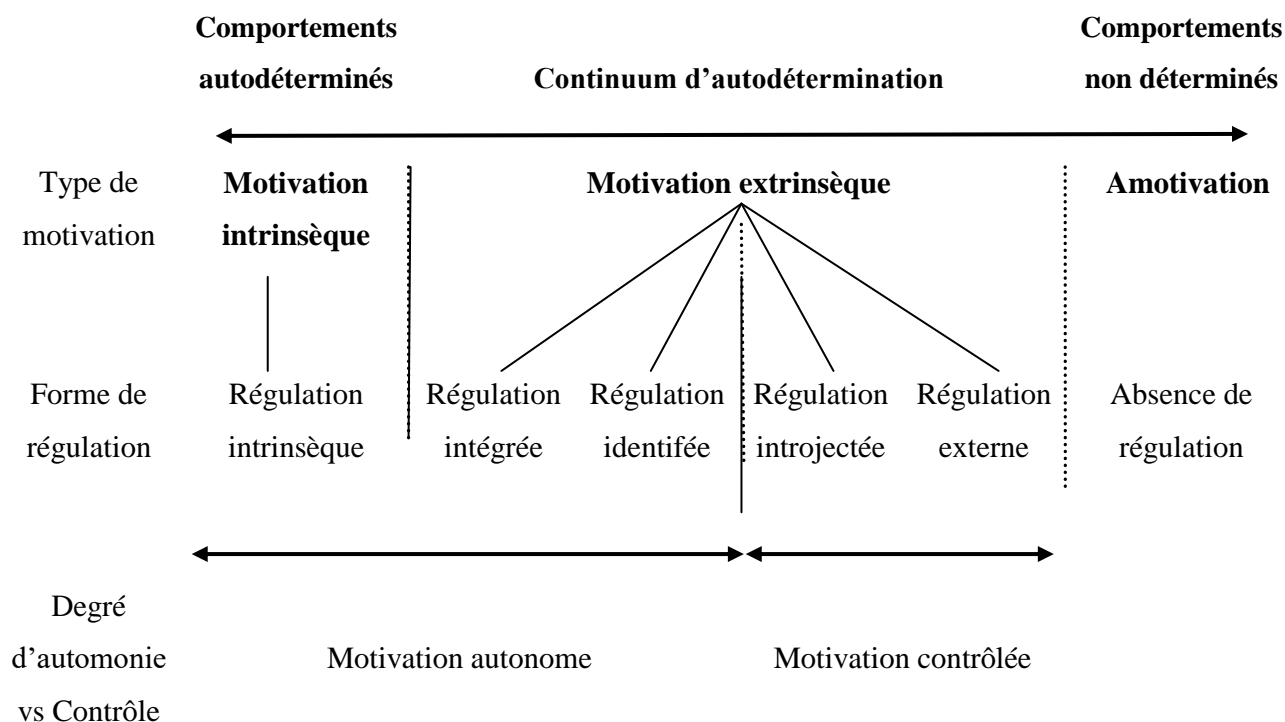 Comportements
autodéterminés
Continuum d’autodétermination
Comportements
non déterminés
Type de
motivation
Motivation
intrinsèque
Motivation extrinsèque
Amotivation
Forme de
régulation
Régulation
intrinsèque
Régulation
intégrée
Régulation
identifée
Régulation
introjectée
Régulation
externe
Absence de
régulation
Degré
d’automonie
vs Contrôle
Motivation autonome
Motivation contrôlée